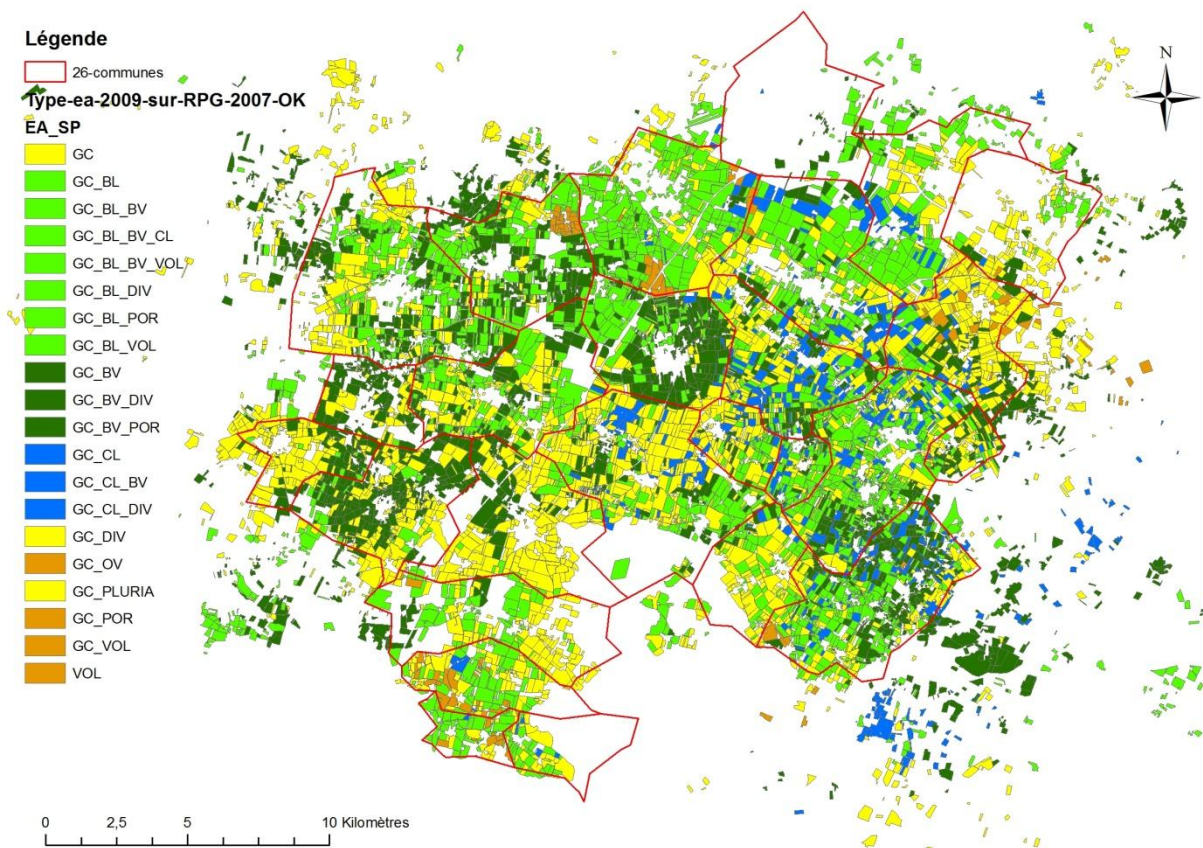 Légende
26-communes
Type-ea-2009-sur-RPG-2007-OK
EA_SP
GC
GC_BL
GC_BL_BV
GC_BL_BV_CL
GC_BL_BV_VOL
GC_BL_DIV
GC_BL_POR
GC_BL_VOL
GC_BV
GC_BV_DIV
GC_BV_POR
GC_CL
GC_CL_BV
GC_CL_DIV
GC_DIV
GC_OV
GC_PLURIA
GC_POR
GC_VOL
VOL
N
0 2,5 5 10 Kilomètres